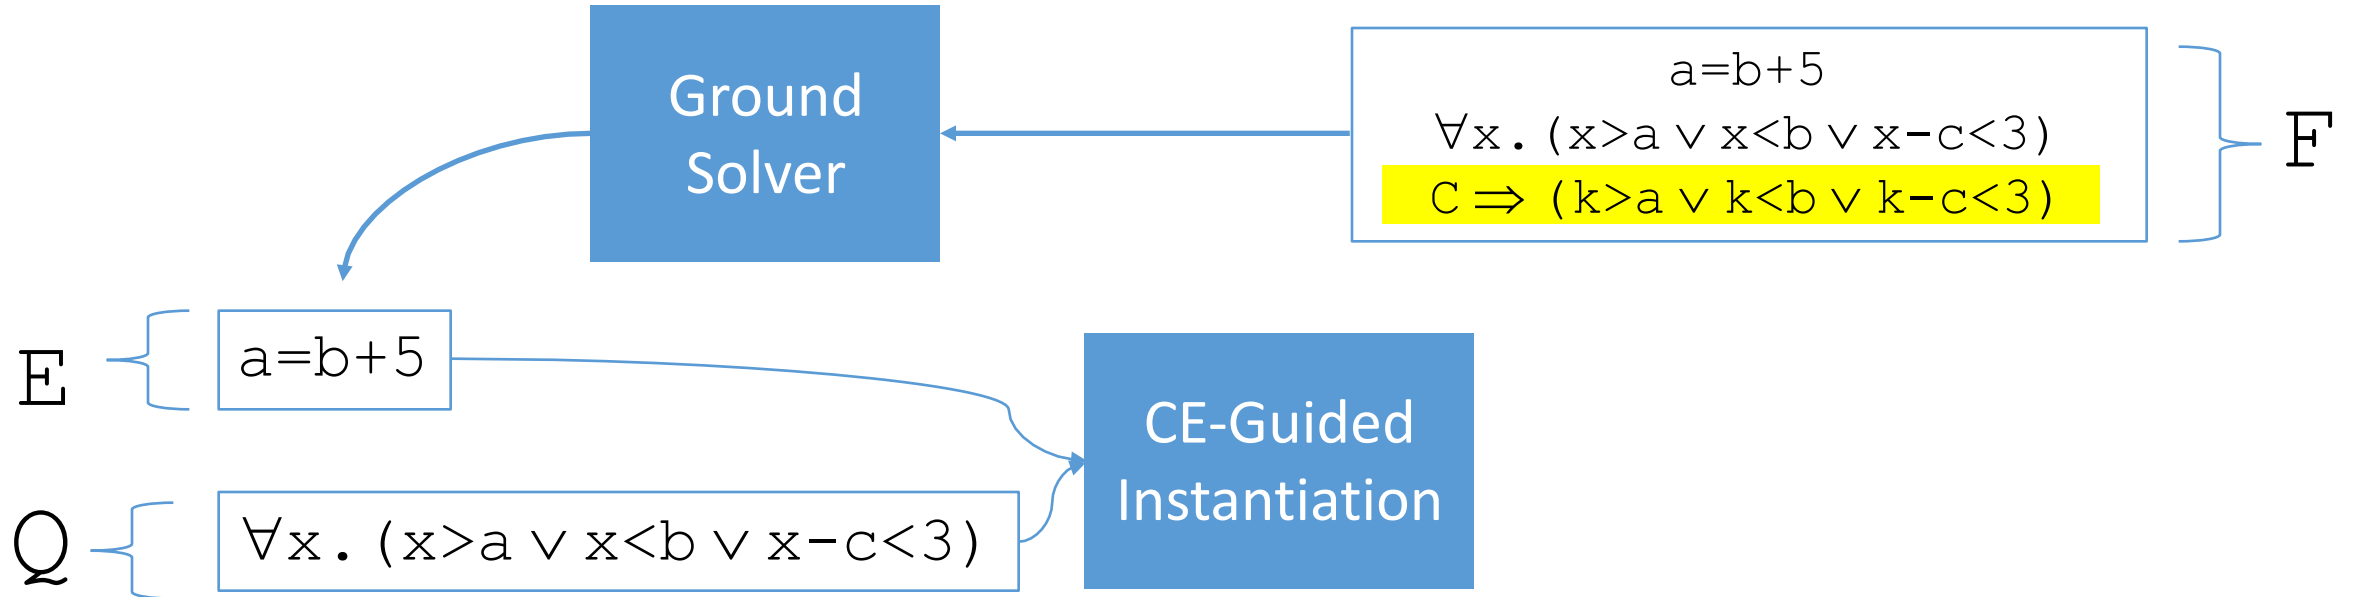 Ground
Solver
a=b+5
∀x.(x>a ∨ x<b ∨ x-c<3)
C ⇒ (k>a ∨ k<b ∨ k-c<3)
F
E
a=b+5
CE-Guided
Instantiation
Q
∀x.(x>a ∨ x<b ∨ x-c<3)